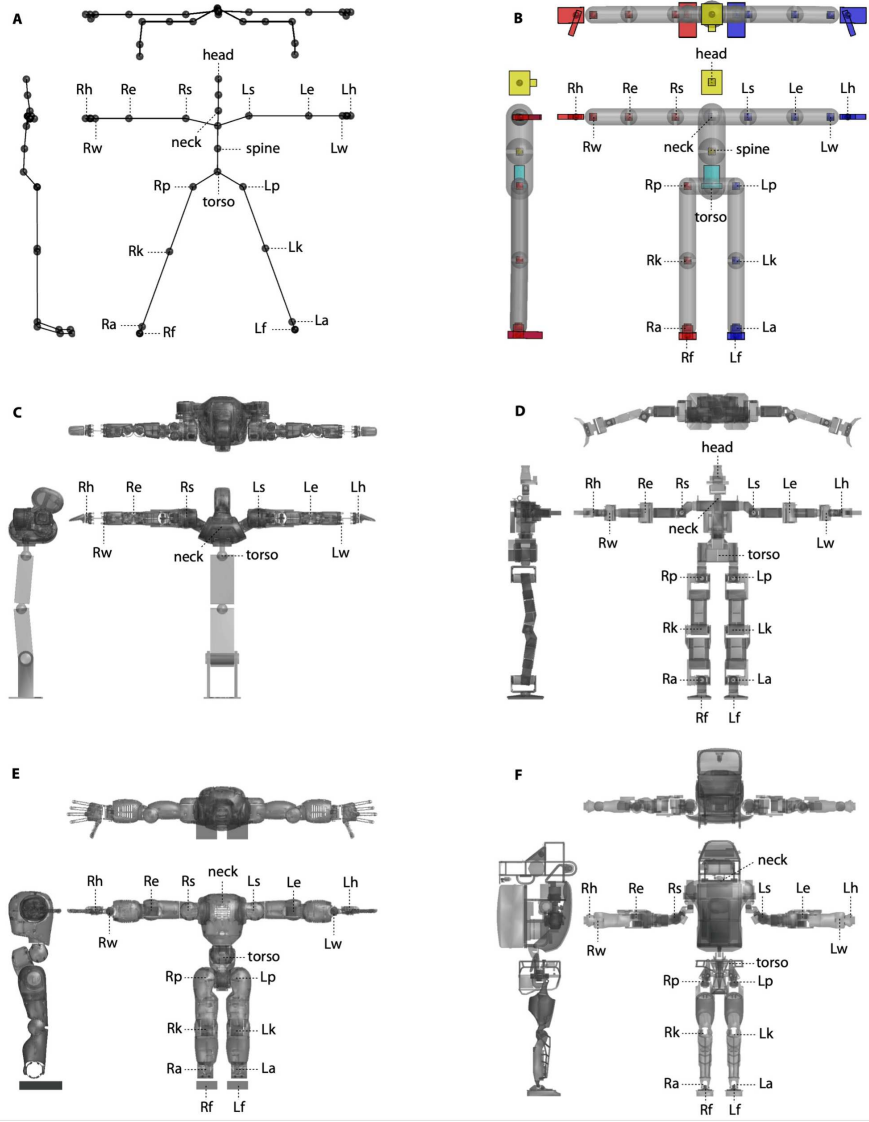 A
head
Rh Re Rs Ls Le Lh
Rw neck Lw
spine
Rp Lp
torso
Rk Lk
Ra La
Rf Lf
B
head
Rh Re Rs Ls Le Lh
Rw neck Lw
spine
Rp Lp
torso
Rk Lk
Ra La
Rf Lf
C
Rh Re Rs Ls Le Lh
Rw neck torso Lw
D
head
Rh Re Rs Ls Le Lh
Rw neck Lw
torso
Rp Lp
Rk Lk
Ra La
Rf Lf
E
neck
Rh Re Rs Ls Le Lh
Rw Lw
torso
Rp Lp
Rk Lk
Ra La
Rf Lf
F
neck
Rh Re Rs Ls Le Lh
Rw Lw
torso
Rp Lp
Rk Lk
Ra La
Rf Lf